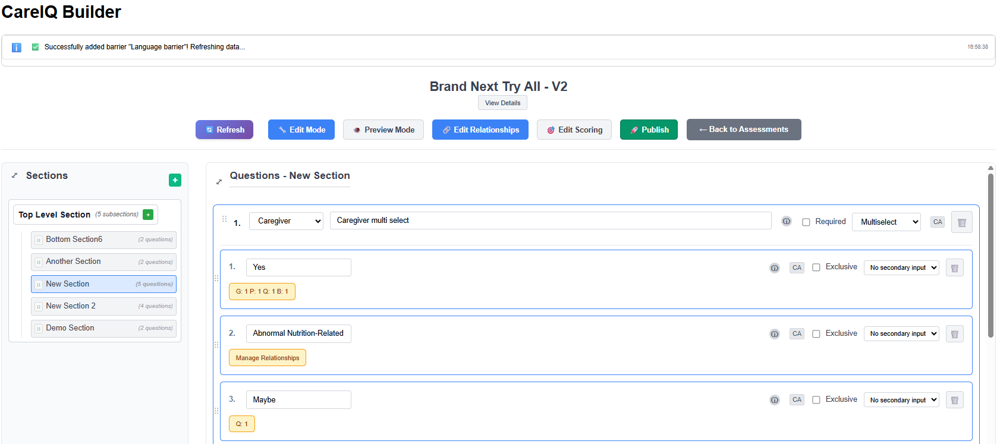 CareIQ Builder
Successfully added barrier "Language barrier"! Refreshing data...
16:58:38
Brand Next Try All - V2
View Details
Refresh
Edit Mode
Preview Mode
Edit Relationships
Edit Scoring
Publish
← Back to Assessments
Sections
+
Top Level Section (5 subsections) +
Bottom Section6 (2 questions)
Another Section (2 questions)
New Section (5 questions)
New Section 2 (4 questions)
Demo Section (2 questions)
Questions - New Section
1. Caregiver Caregiver multi select Required Multiselect CA
1. Yes CA Exclusive No secondary input
G: 1 P: 1 Q: 1 B: 1
2. Abnormal Nutrition-Related CA Exclusive No secondary input
Manage Relationships
3. Maybe CA Exclusive No secondary input
Q: 1